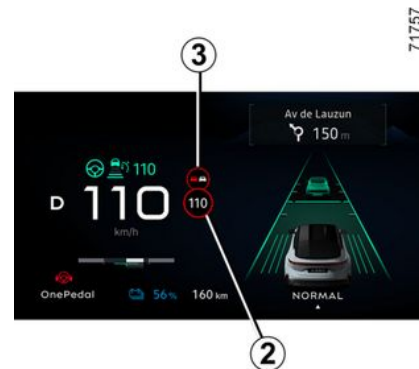 71757
3
Av de Lauzun
150 m
110
D
110
km/h
110
OnePedal
56%
160 km
NORMAL
2